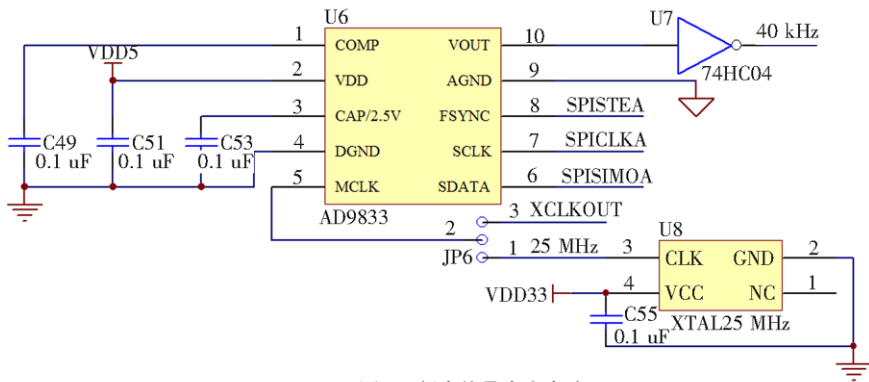 U6
U7
1 COMP VOUT 10 40 kHz
VDD5
2 VDD AGND 9 74HC04
3 CAP/2.5V FSYNC 8 SPISTEA
C49 0.1 uF
C51 0.1 uF
C53 0.1 uF
4 DGND SCLK 7 SPICLKA
5 MCLK SDATA 6 SPISIMOA
AD9833
3 XCLKOUT
2
JP6 1 25 MHz
U8
3 CLK GND 2
VDD33 4 VCC NC 1
C55 0.1 uF
XTAL25 MHz